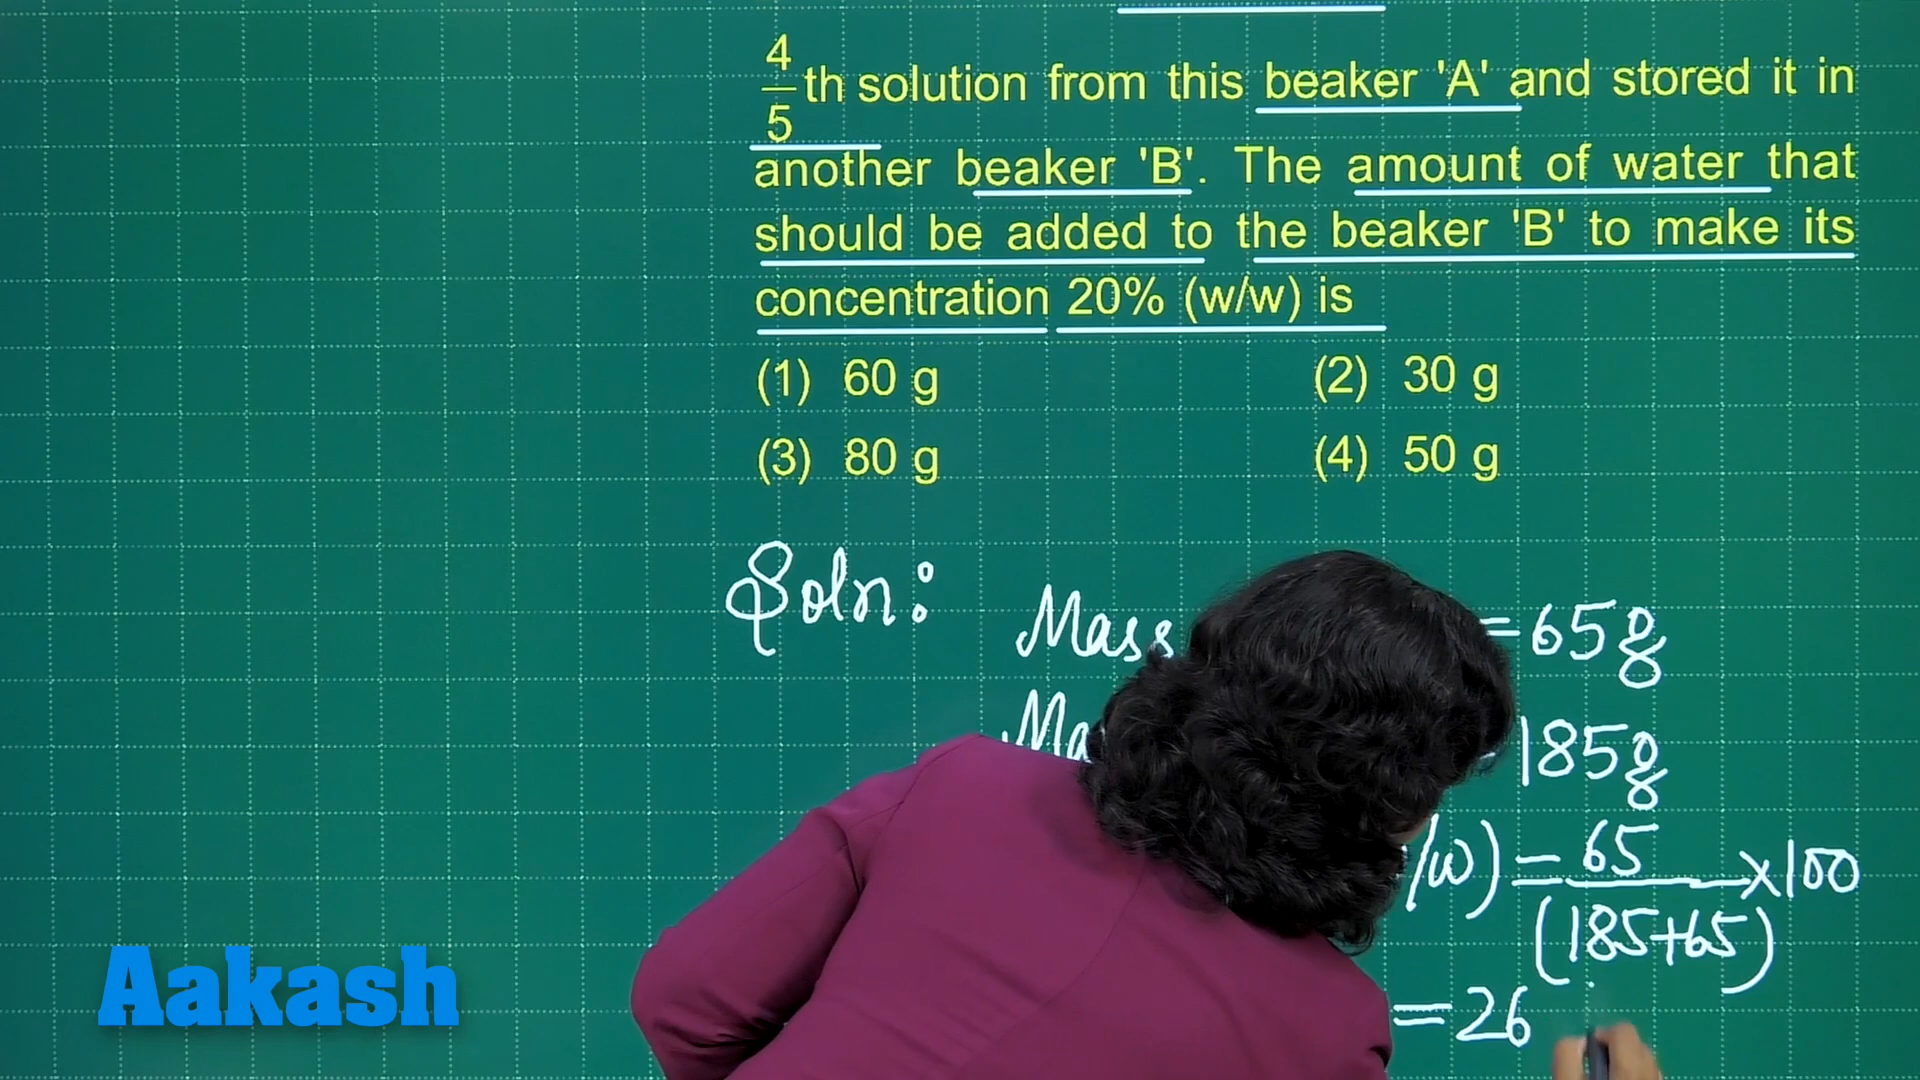 4/5 th solution from this beaker 'A' and stored it in
another beaker 'B'. The amount of water that
should be added to the beaker 'B' to make its
concentration 20% (w/w) is
(1) 60 g (2) 30 g
(3) 80 g (4) 50 g
Soln: Mass =65g
185g
/w) = 65/(185+65) ×100
=26
Aakash